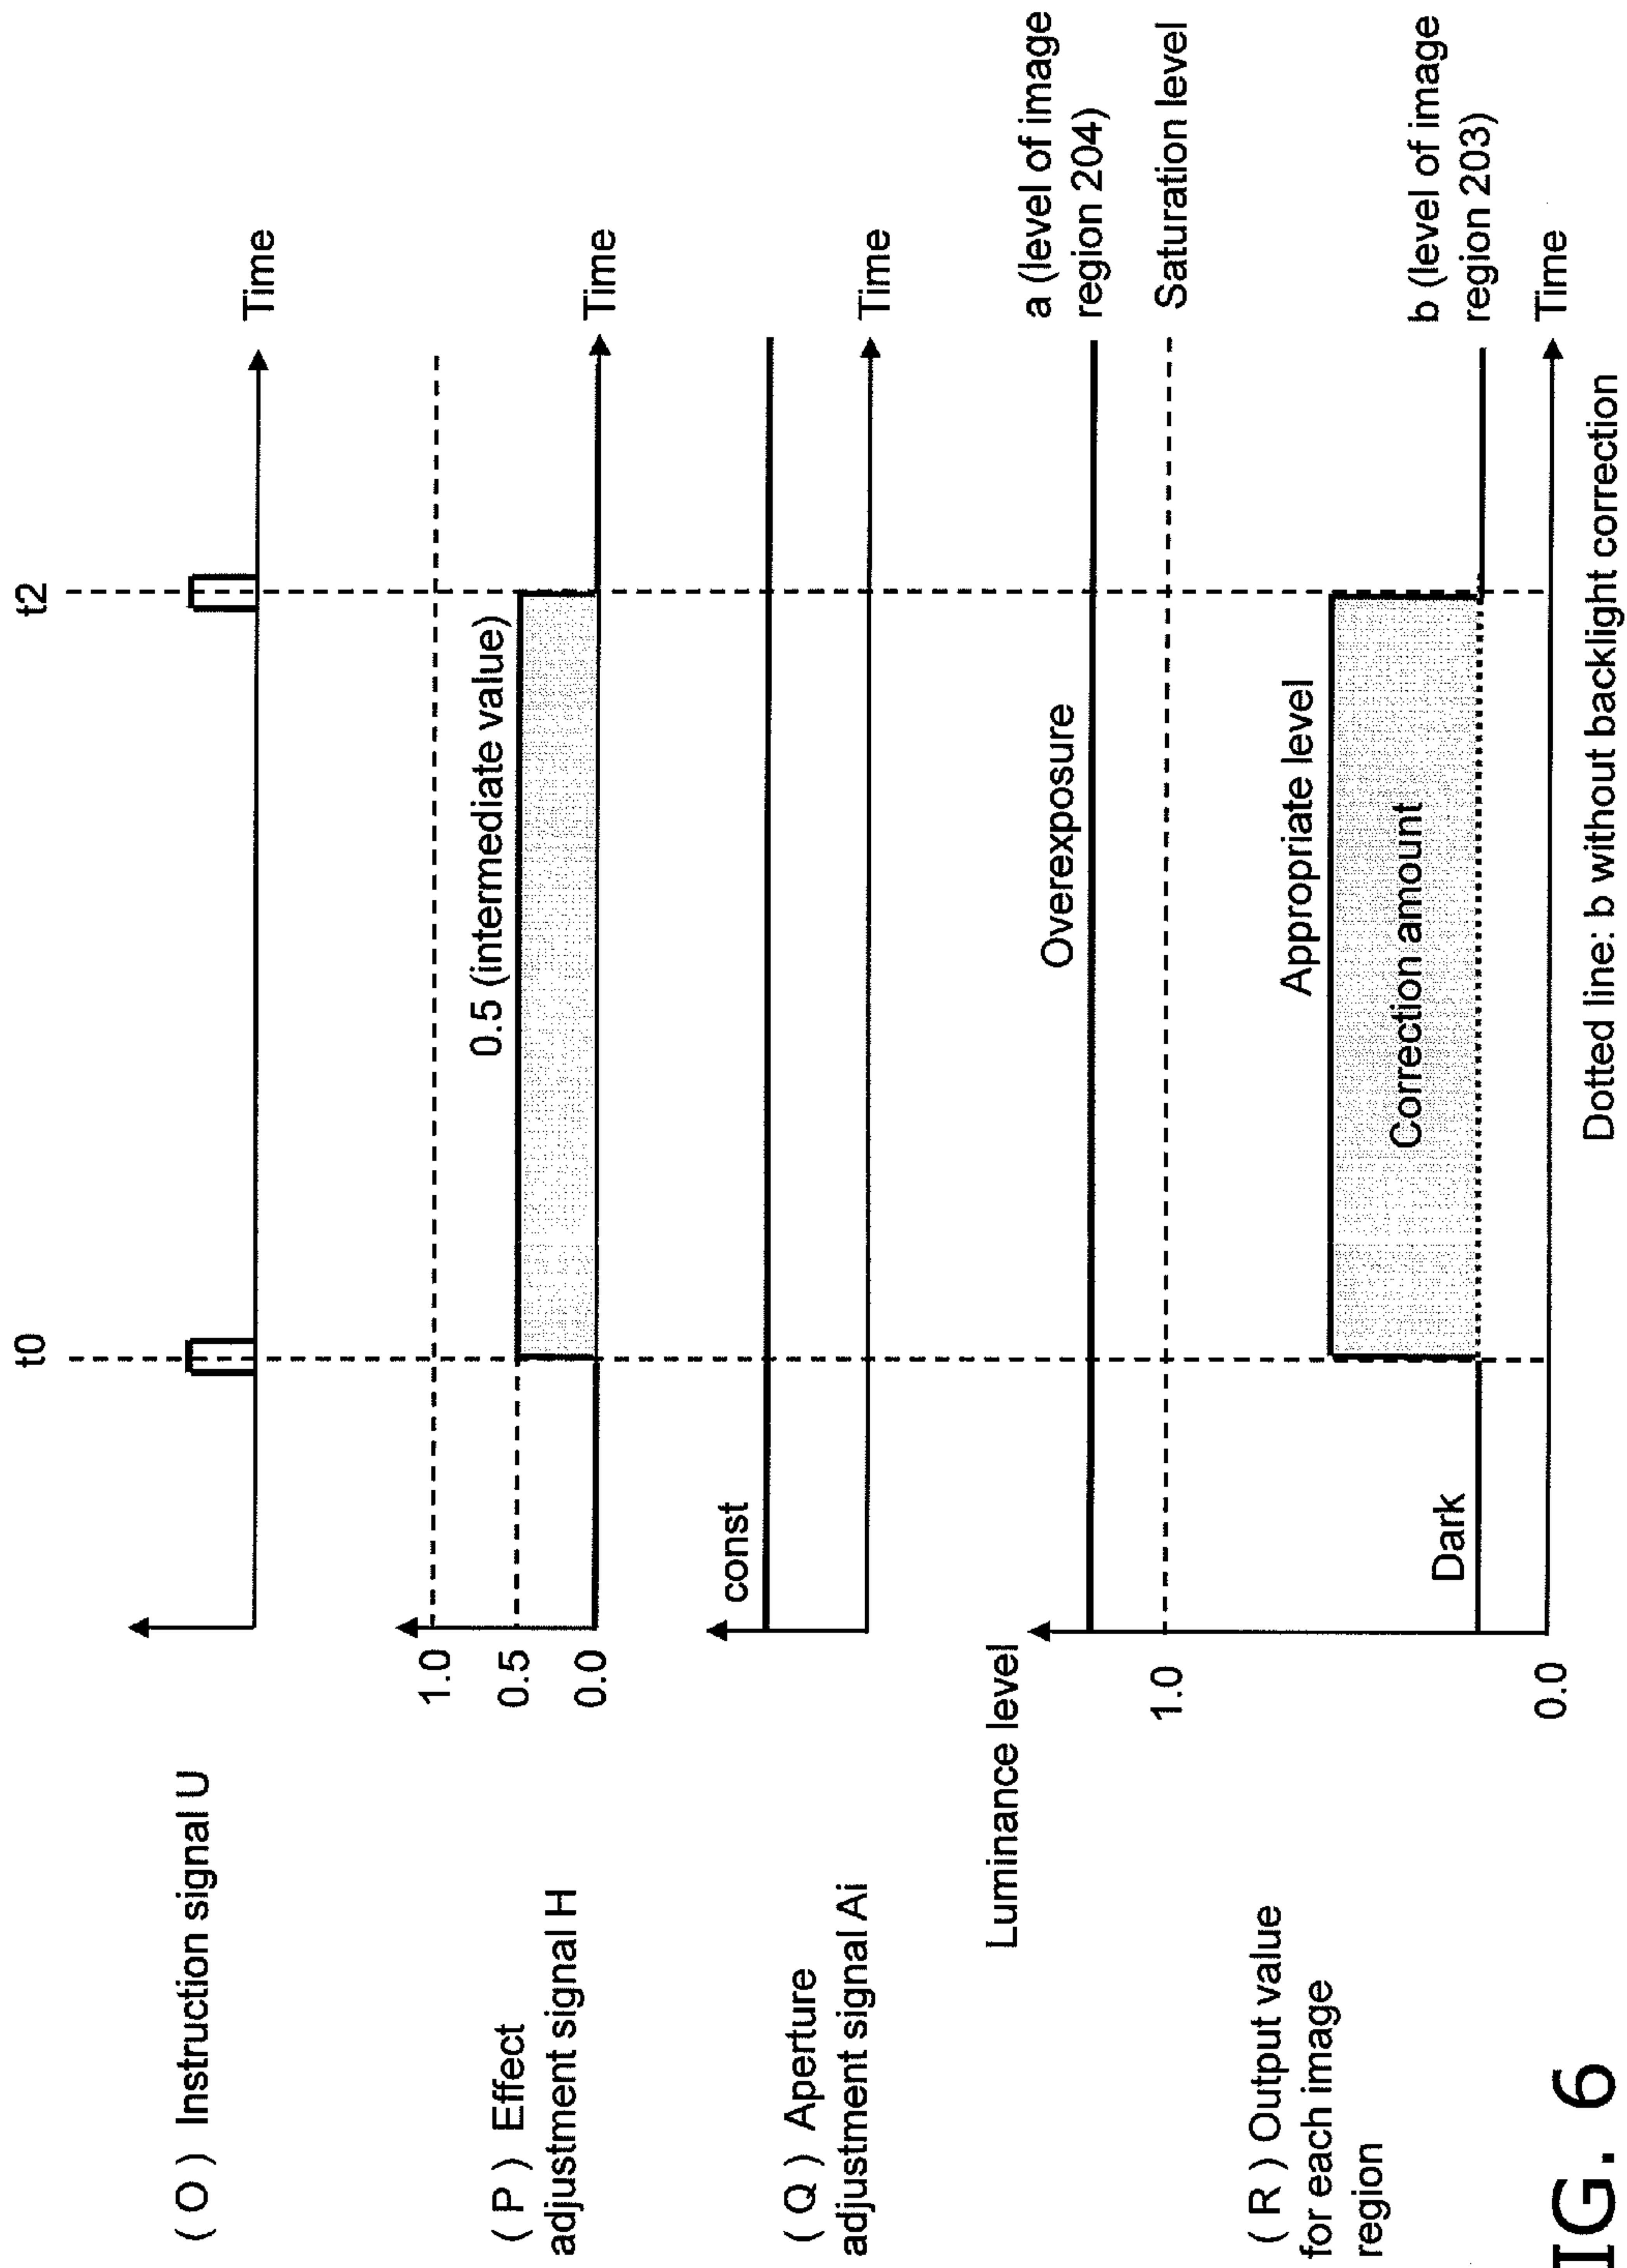 t0
t2
( O ) Instruction signal U
Time
( P ) Effect
adjustment signal H
1.0
0.5
0.0
0.5 (intermediate value)
Time
( Q ) Aperture
adjustment signal Ai
const
Time
( R ) Output value
for each image
region
Luminance level
1.0
0.0
Overexposure
a (level of image
region 204)
Saturation level
Appropriate level
Correction amount
Dark
b (level of image
region 203)
Time
Dotted line: b without backlight correction
IG. 6